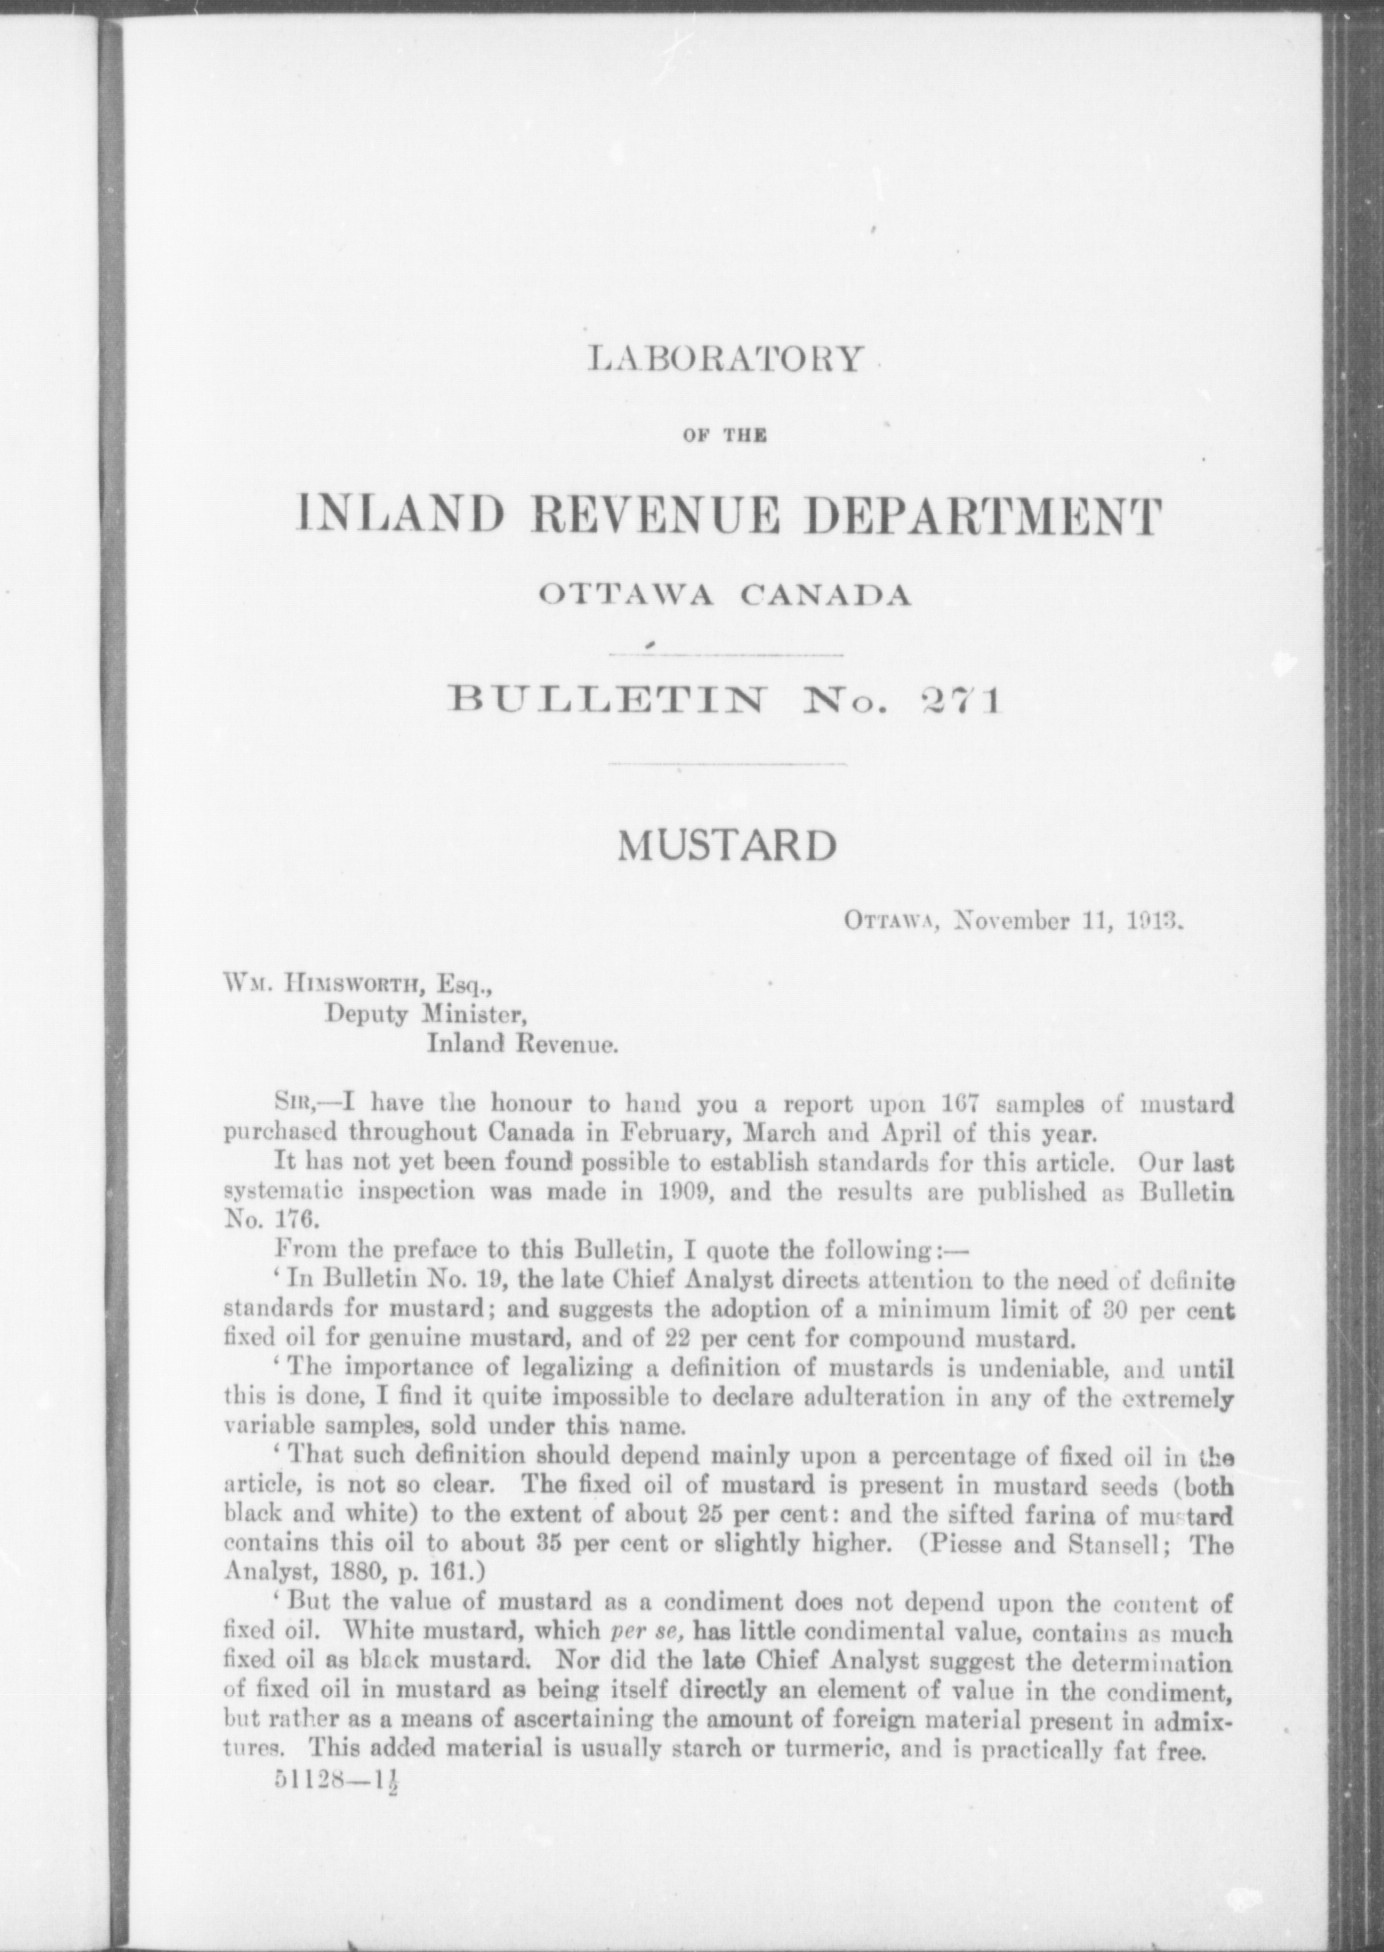 LABORATORY
OF THE
INLAND REVENUE DEPARTMENT
OTTAWA CANADA
BULLETIN No. 271
MUSTARD
OTTAWA, November 11, 1913.
WM. HIMSWORTH, Esq.,
Deputy Minister,
Inland Revenue.
SIR,—I have the honour to hand you a report upon 167 samples of mustard
purchased throughout Canada in February, March and April of this year.
It has not yet been found possible to establish standards for this article. Our last
systematic inspection was made in 1909, and the results are published as Bulletin
No. 176.
From the preface to this Bulletin, I quote the following:—
‘In Bulletin No. 19, the late Chief Analyst directs attention to the need of definite
standards for mustard; and suggests the adoption of a minimum limit of 30 per cent
fixed oil for genuine mustard, and of 22 per cent for compound mustard.
‘The importance of legalizing a definition of mustards is undeniable, and until
this is done, I find it quite impossible to declare adulteration in any of the extremely
variable samples, sold under this name.
‘That such definition should depend mainly upon a percentage of fixed oil in the
article, is not so clear. The fixed oil of mustard is present in mustard seeds (both
black and white) to the extent of about 25 per cent: and the sifted farina of mustard
contains this oil to about 35 per cent or slightly higher. (Piesse and Stansell; The
Analyst, 1880, p. 161.)
‘But the value of mustard as a condiment does not depend upon the content of
fixed oil. White mustard, which per se, has little condimental value, contains as much
fixed oil as black mustard. Nor did the late Chief Analyst suggest the determination
of fixed oil in mustard as being itself directly an element of value in the condiment,
but rather as a means of ascertaining the amount of foreign material present in admix-
tures. This added material is usually starch or turmeric, and is practically fat free.
51128—1½